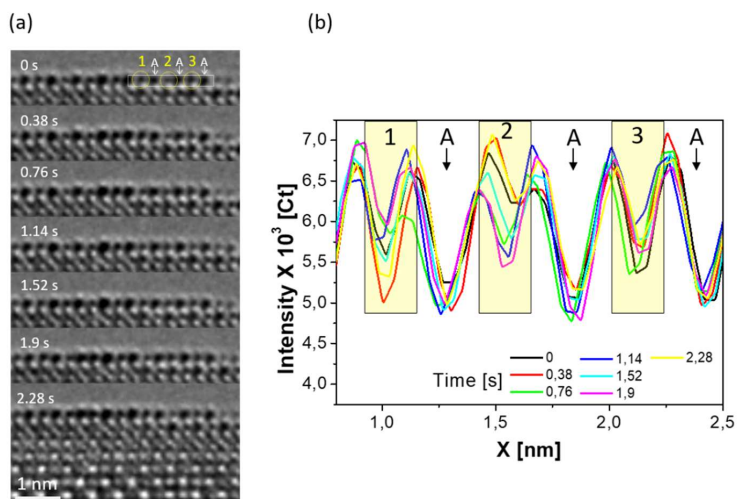 (a)
(b)
0 s
1 A 2 A 3 A
0.38 s
0.76 s
1.14 s
1.52 s
1.9 s
2.28 s
1 nm
Intensity X 10³ [Ct]
7,0
6,5
6,0
5,5
5,0
4,5
4,0
1 A 2 A 3 A
Time [s]
0
0,38
0,76
1,14
1,52
1,9
2,28
1,0 1,5 2,0 2,5
X [nm]